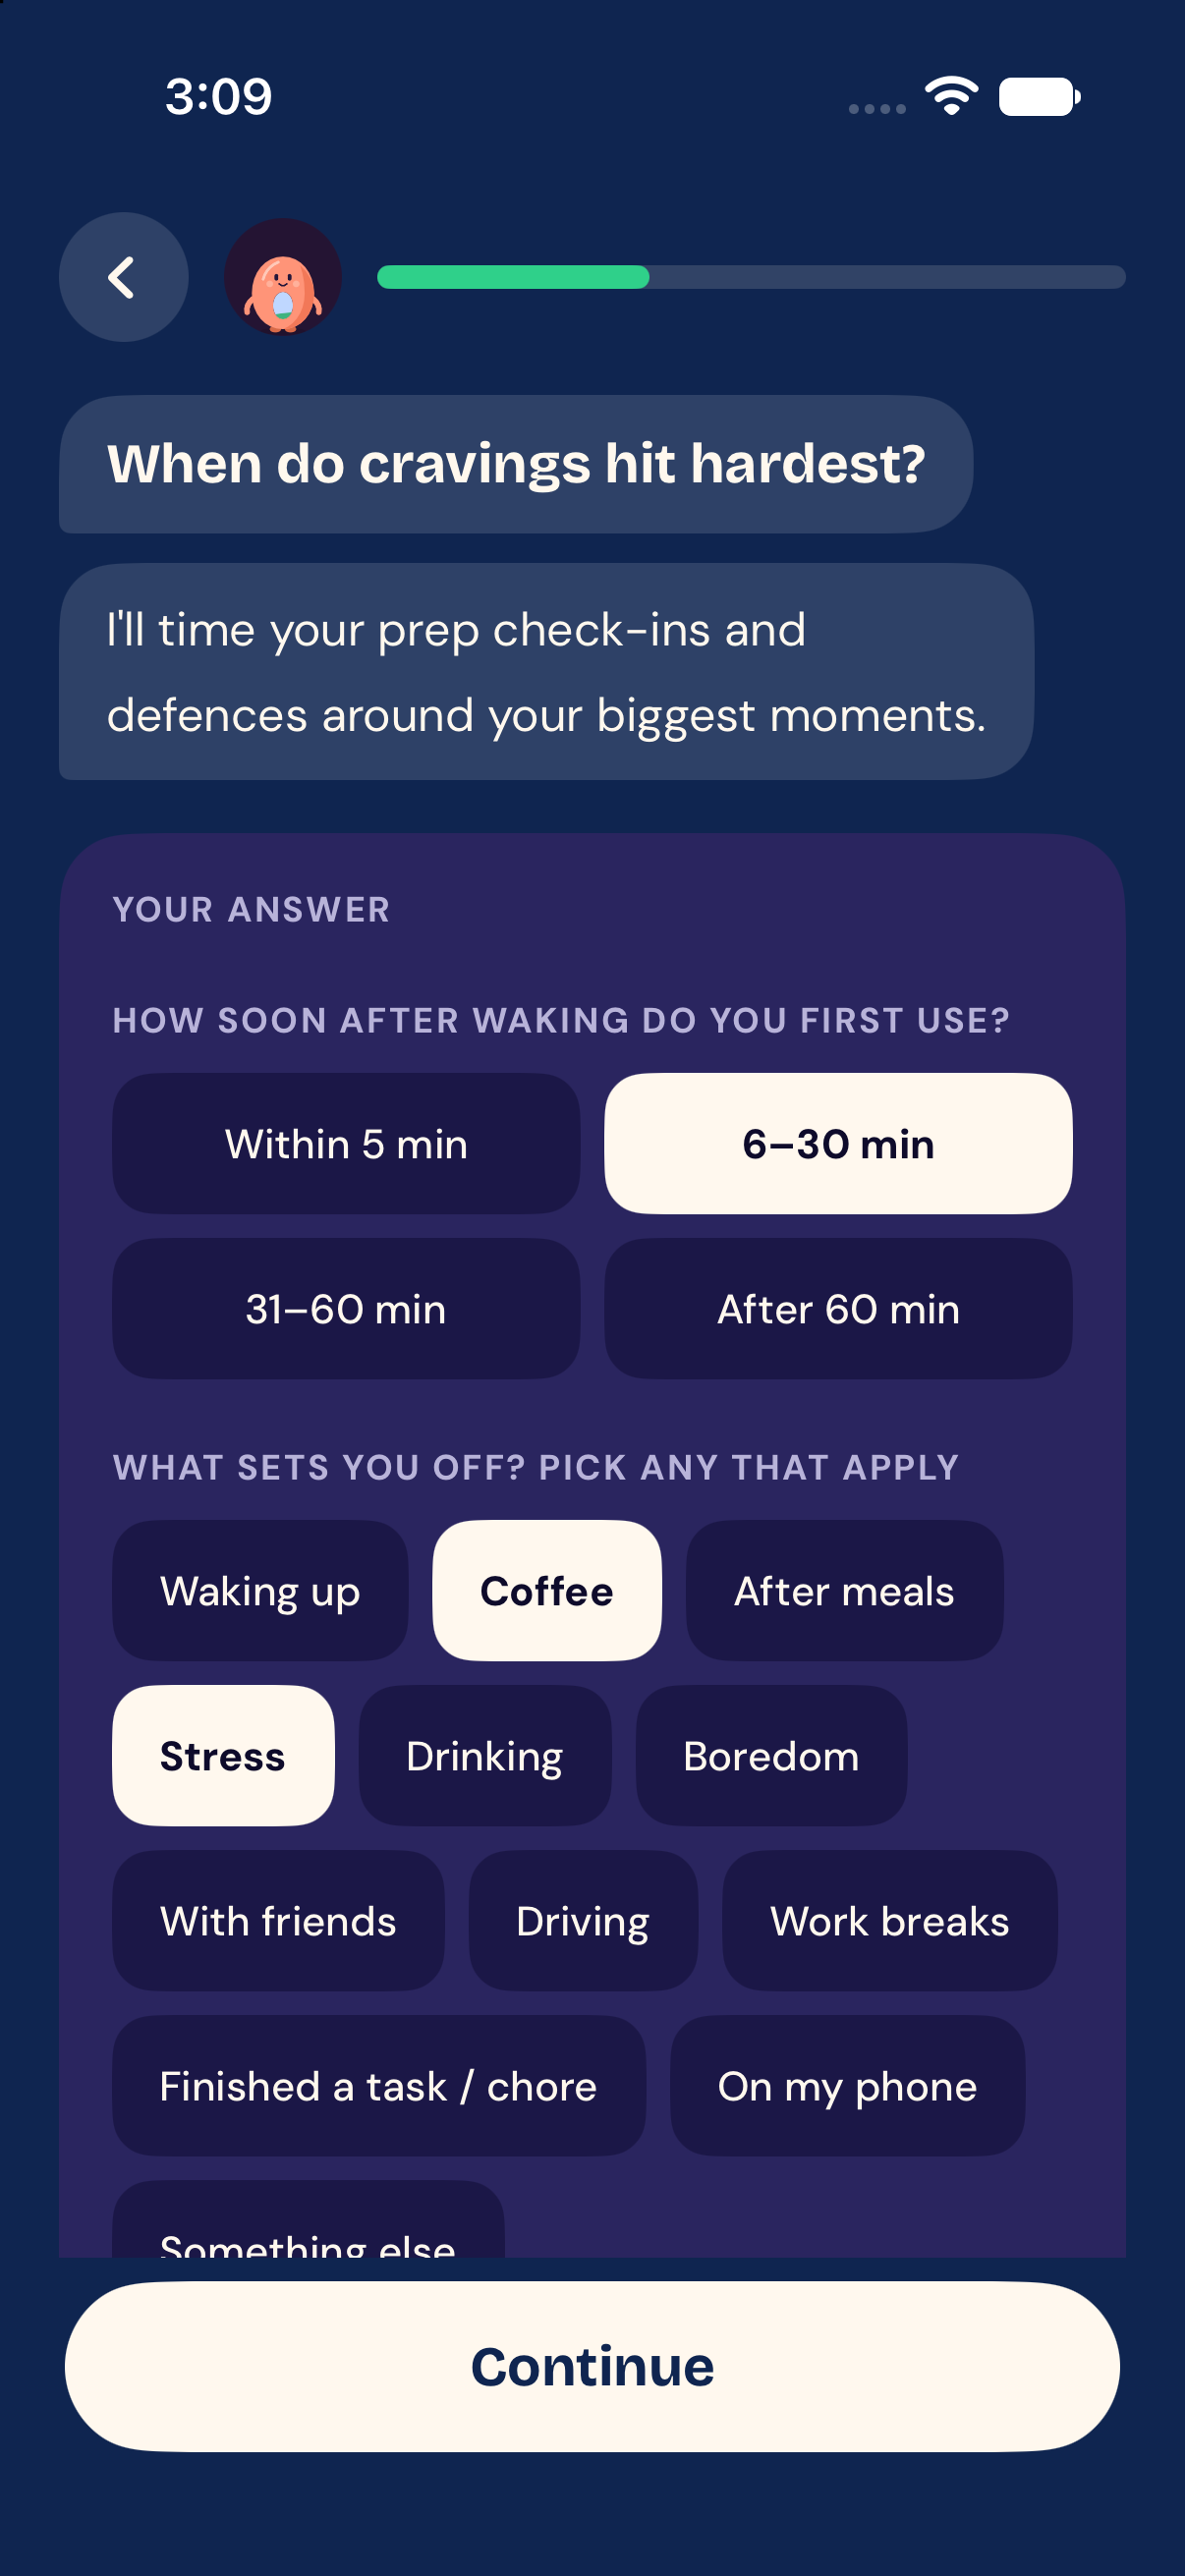 3:09
When do cravings hit hardest?
I'll time your prep check-ins and
defences around your biggest moments.
YOUR ANSWER
HOW SOON AFTER WAKING DO YOU FIRST USE?
Within 5 min
6–30 min
31–60 min
After 60 min
WHAT SETS YOU OFF? PICK ANY THAT APPLY
Waking up
Coffee
After meals
Stress
Drinking
Boredom
With friends
Driving
Work breaks
Finished a task / chore
On my phone
Something else
Continue